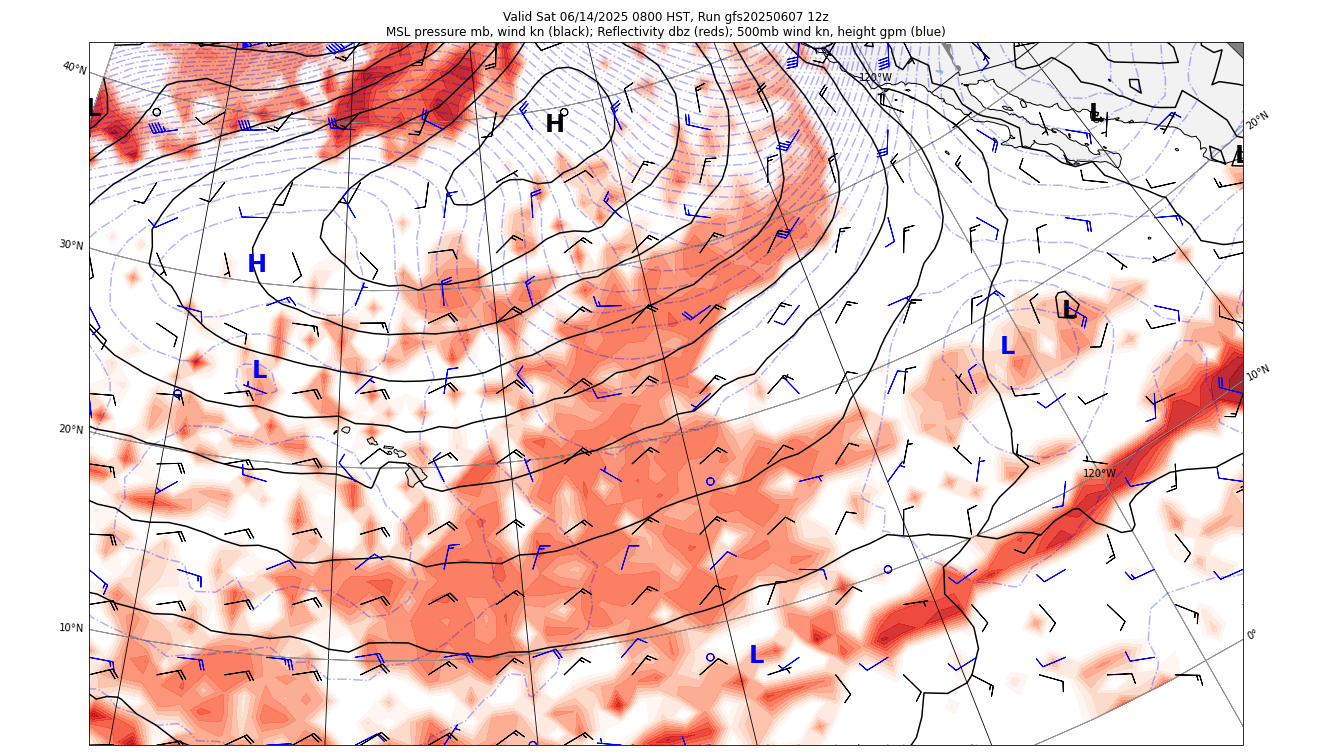 Valid Sat 06/14/2025 0800 HST, Run gfs20250607 12z
MSL pressure mb, wind kn (black); Reflectivity dbz (reds); 500mb wind kn, height gpm (blue)
40°N
120°W
L
H
L
20°N
L
30°N
H
L
L
L
10°N
20°N
120°W
10°N
L
0°